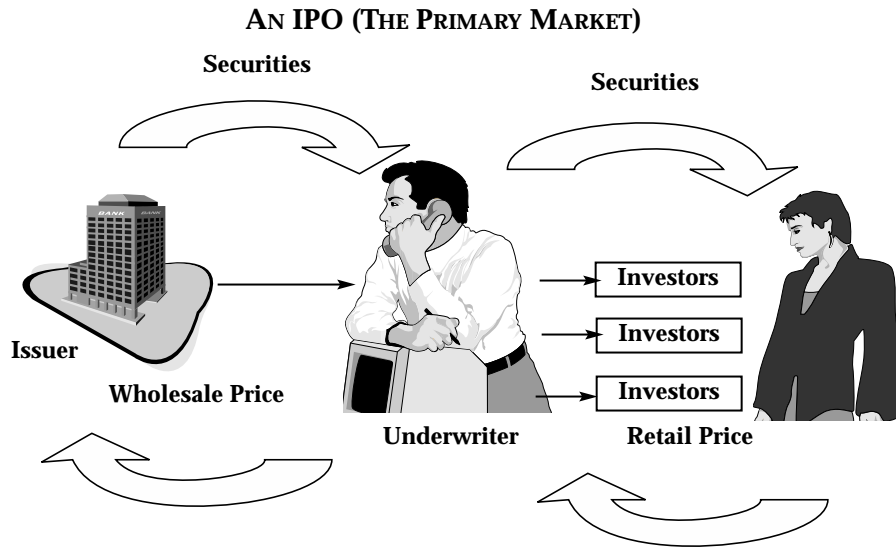 AN IPO (THE PRIMARY MARKET)
Securities
Securities
BANK BANK
Investors
Investors
Issuer
Wholesale Price
Investors
Underwriter
Retail Price